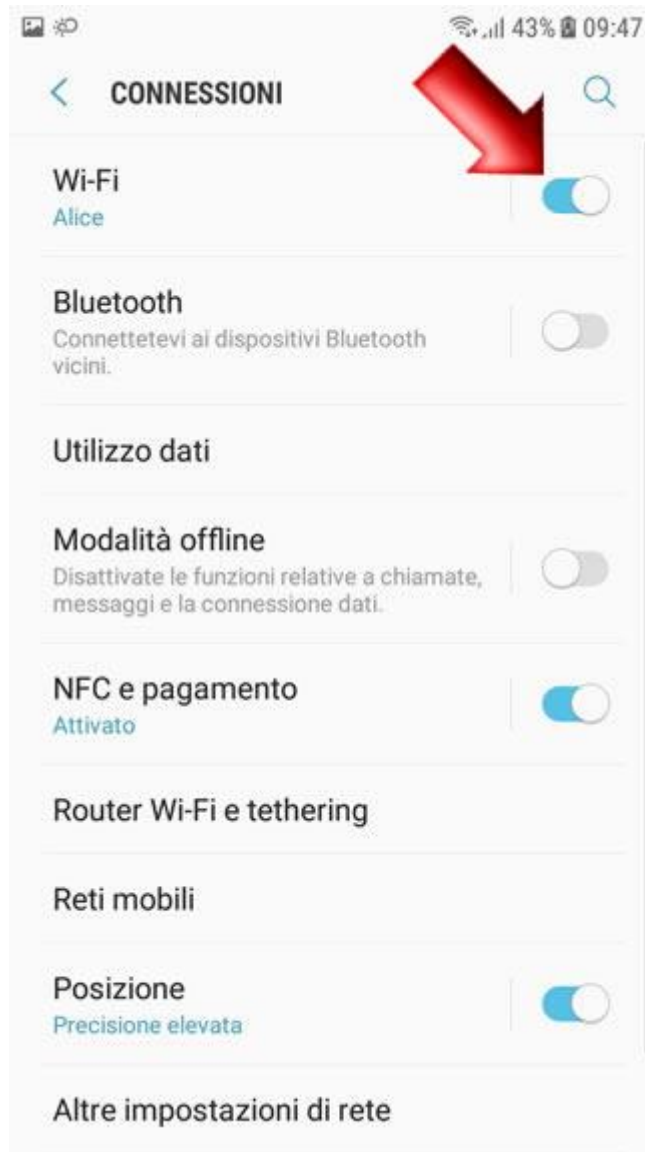 43% 09:47
CONNESSIONI
Wi-Fi
Alice
Bluetooth
Connettetevi ai dispositivi Bluetooth
vicini.
Utilizzo dati
Modalità offline
Disattivate le funzioni relative a chiamate,
messaggi e la connessione dati.
NFC e pagamento
Attivato
Router Wi-Fi e tethering
Reti mobili
Posizione
Precisione elevata
Altre impostazioni di rete